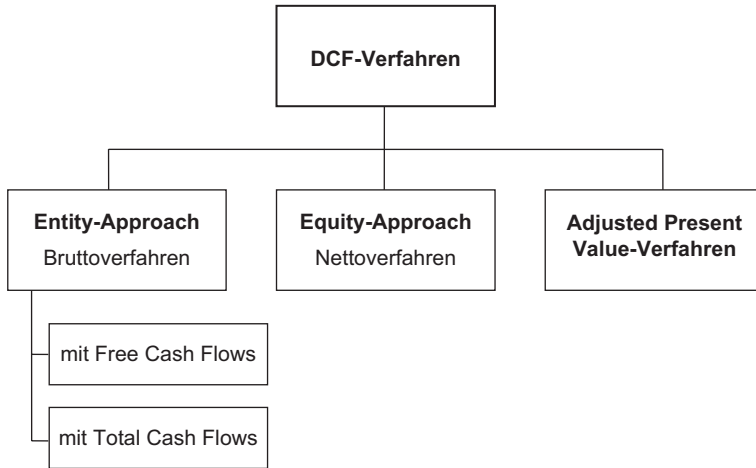 DCF-Verfahren
Entity-Approach
Bruttoverfahren
Equity-Approach
Nettoverfahren
Adjusted Present
Value-Verfahren
mit Free Cash Flows
mit Total Cash Flows